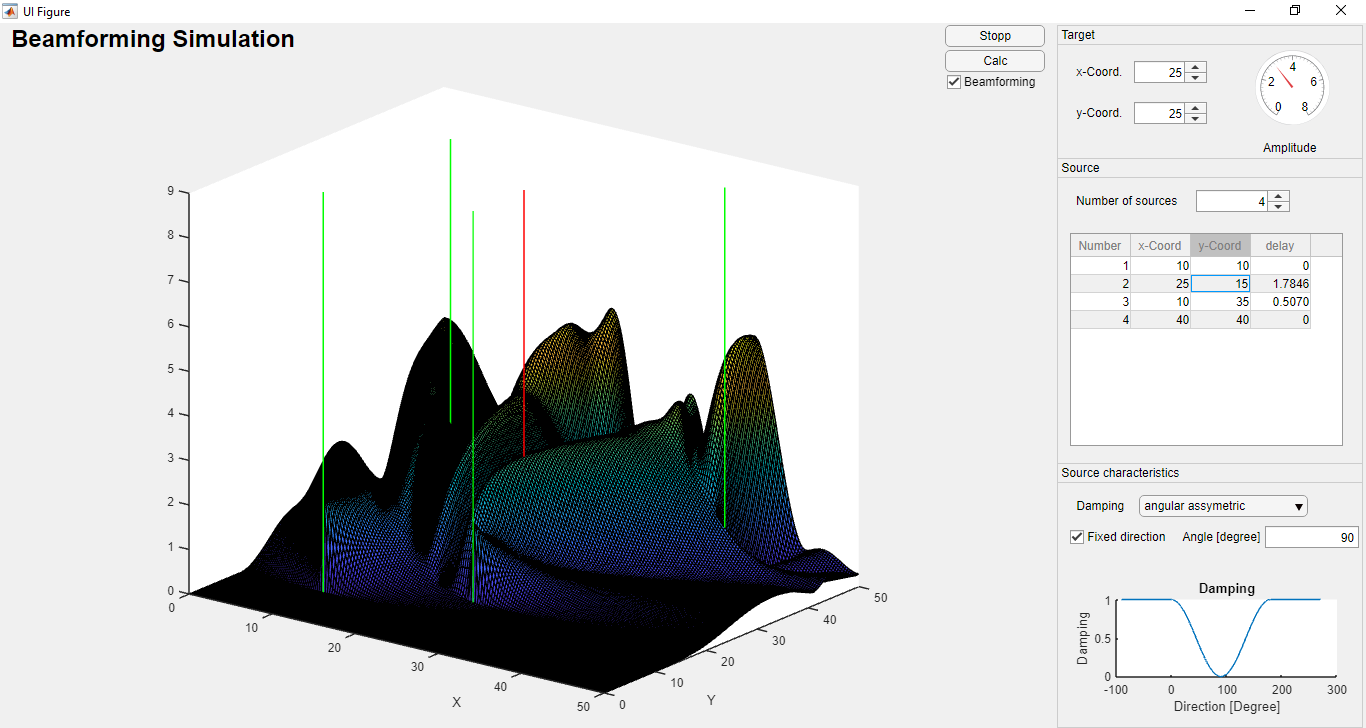 UI Figure
Beamforming Simulation
Stopp
Calc
Beamforming
9
8
7
6
5
4
3
2
1
0
0
10
20
30
40
50
X
0
10
20
30
40
50
Y
Target
x-Coord. 25
y-Coord. 25
0 2 4 6 8
Amplitude
Source
Number of sources 4
Number x-Coord y-Coord delay
1 10 10 0
2 25 15 1.7846
3 10 35 0.5070
4 40 40 0
Source characteristics
Damping angular assymetric
Fixed direction Angle [degree] 90
Damping
Damping
1
0.5
0
-100 0 100 200 300
Direction [Degree]